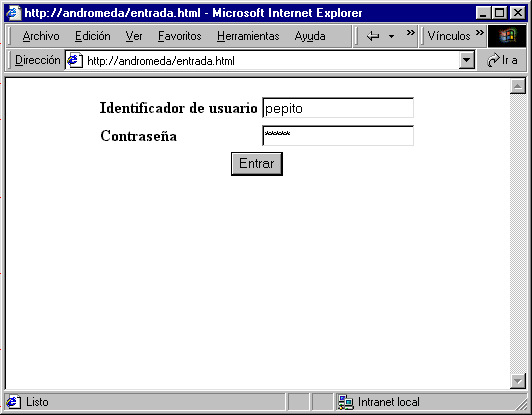 http://andromeda/entrada.html - Microsoft Internet Explorer
Archivo Edición Ver Favoritos Herramientas Ayuda » Vínculos »
Dirección http://andromeda/entrada.html Ir a
Identificador de usuario pepito
Contraseña *****
Entrar
Listo Intranet local